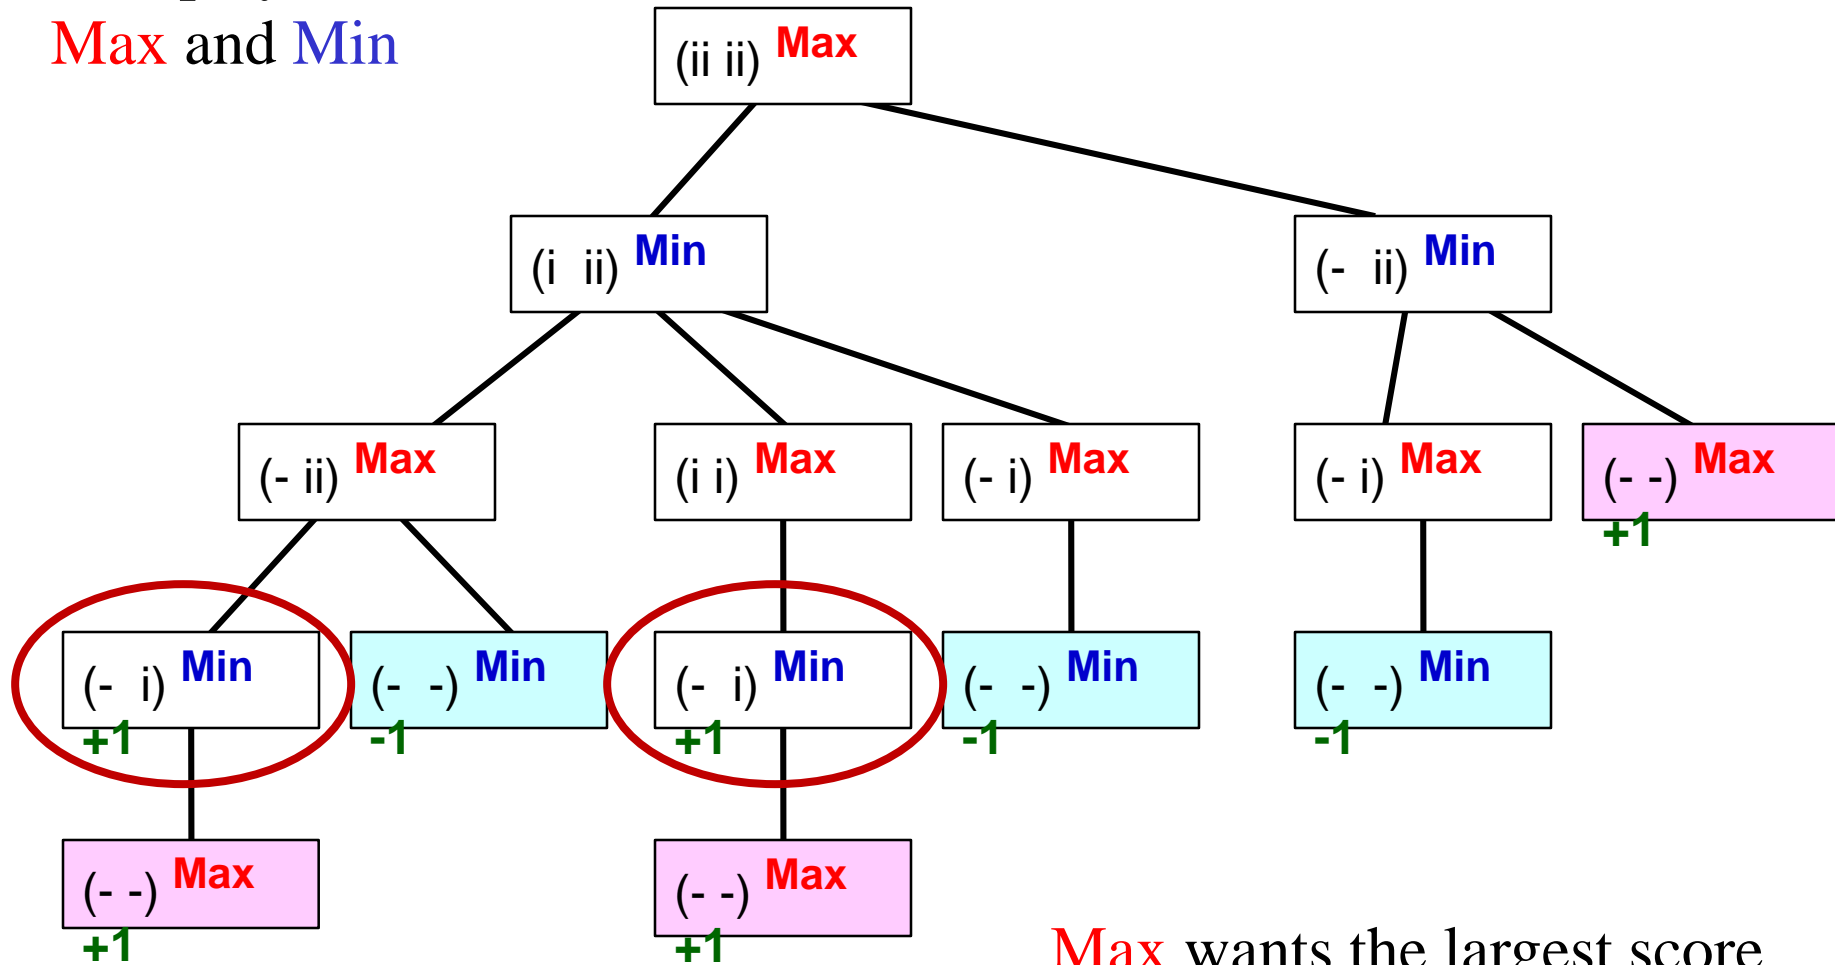 Max and Min
(ii ii) Max
(i ii) Min
(- ii) Min
(- ii) Max
(i i) Max
(- i) Max
(- i) Max
(- -) Max
+1
(- i) Min
+1
(- -) Min
-1
(- i) Min
+1
(- -) Min
-1
(- -) Min
-1
(- -) Max
+1
(- -) Max
+1
Max wants the largest score